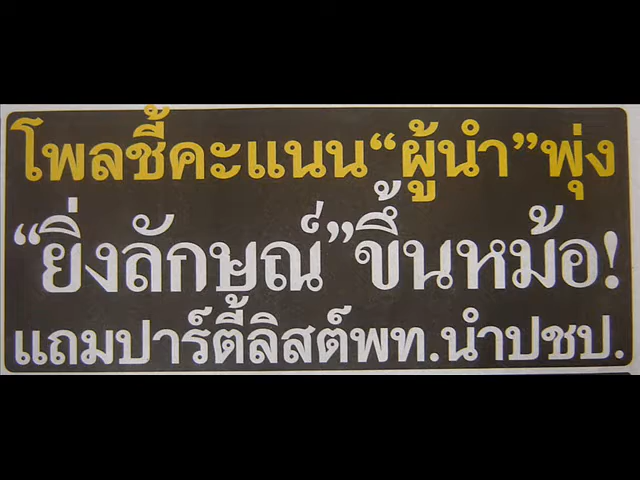 โพลชี้คะแนน“ผู้นำ”พุ่ง
“ยิ่งลักษณ์”ขึ้นหม้อ!
แถมปาร์ตี้ลิสต์พท.นำปชป.